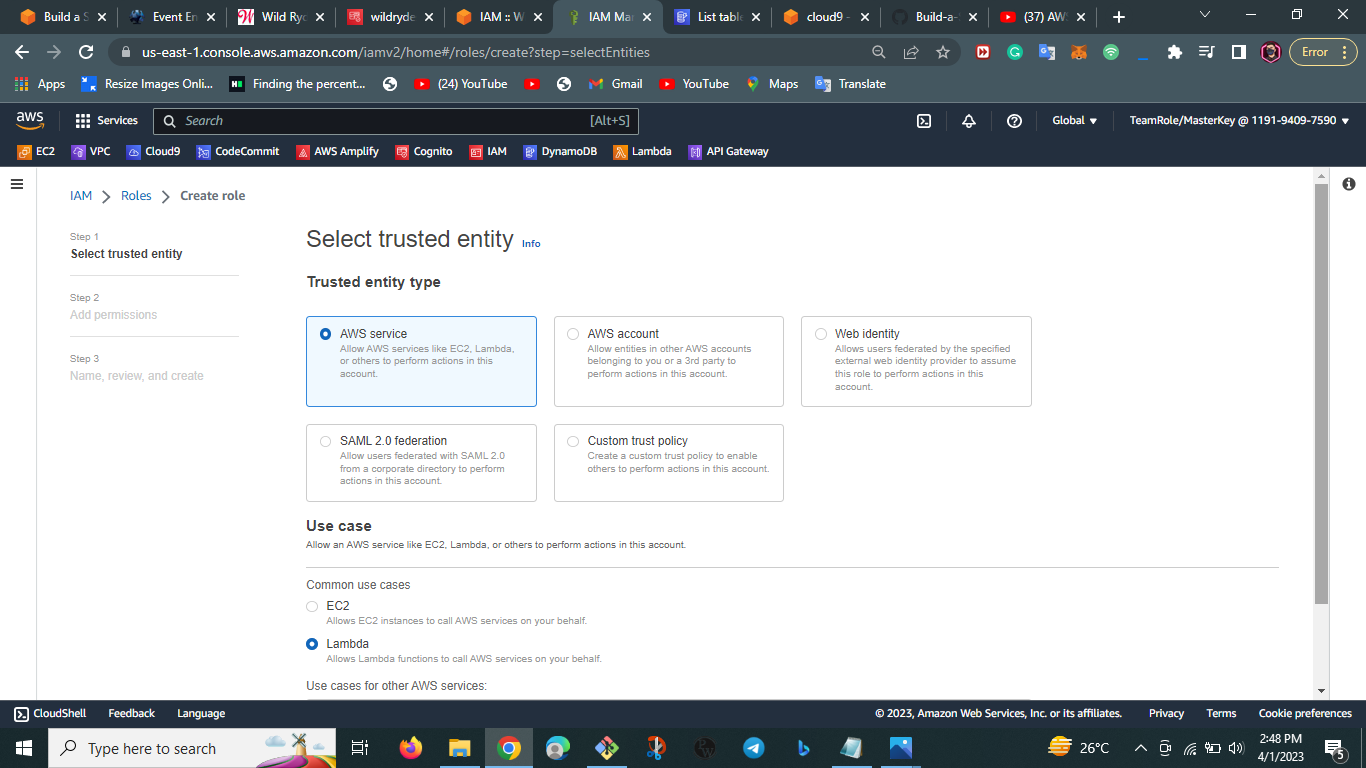 Build a S
Event En
Wild Ryd
wildryde
IAM :: W
IAM Mar
List table
cloud9 -
Build-a-
(37) AWS
us-east-1.console.aws.amazon.com/iamv2/home#/roles/create?step=selectEntities
Error
Apps
Resize Images Onli...
Finding the percent...
(24) YouTube
Gmail
YouTube
Maps
Translate
aws
Services
Search
[Alt+S]
Global
TeamRole/MasterKey @ 1191-9409-7590
EC2
VPC
Cloud9
CodeCommit
AWS Amplify
Cognito
IAM
DynamoDB
Lambda
API Gateway
IAM
Roles
Create role
Step 1
Select trusted entity
Step 2
Add permissions
Step 3
Name, review, and create
Select trusted entity Info
Trusted entity type
AWS service
Allow AWS services like EC2, Lambda,
or others to perform actions in this
account.
AWS account
Allow entities in other AWS accounts
belonging to you or a 3rd party to
perform actions in this account.
Web identity
Allows users federated by the specified
external web identity provider to assume
this role to perform actions in this
account.
SAML 2.0 federation
Allow users federated with SAML 2.0
from a corporate directory to perform
actions in this account.
Custom trust policy
Create a custom trust policy to enable
others to perform actions in this account.
Use case
Allow an AWS service like EC2, Lambda, or others to perform actions in this account.
Common use cases
EC2
Allows EC2 instances to call AWS services on your behalf.
Lambda
Allows Lambda functions to call AWS services on your behalf.
Use cases for other AWS services:
CloudShell
Feedback
Language
© 2023, Amazon Web Services, Inc. or its affiliates.
Privacy
Terms
Cookie preferences
Type here to search
26°C
2:48 PM
4/1/2023
5